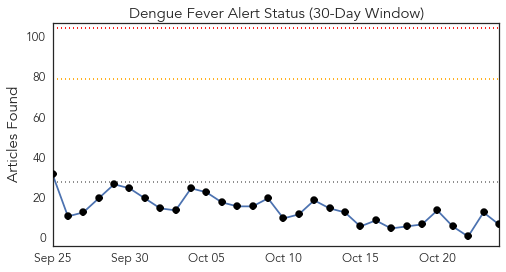 Dengue Fever Alert Status (30-Day Window)
Articles Found
100
80
60
40
20
0
Sep 25 Sep 30 Oct 05 Oct 10 Oct 15 Oct 20